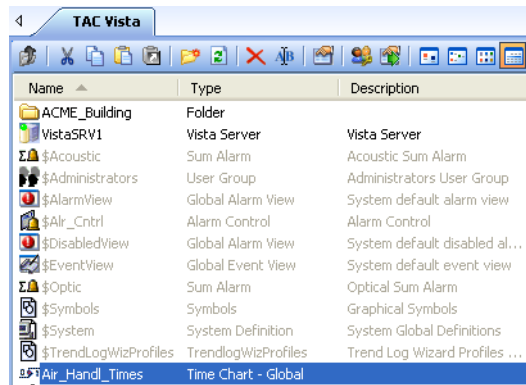 TAC Vista
Name Type Description
ACME_Building Folder
VistaSRV1 Vista Server Vista Server
$Acoustic Sum Alarm Acoustic Sum Alarm
$Administrators User Group Administrators User Group
$AlarmView Global Alarm View System default alarm view
$Alr_Cntrl Alarm Control Alarm Control
$DisabledView Global Alarm View System default disabled al...
$EventView Global Event View System default event view
$Optic Sum Alarm Optical Sum Alarm
$Symbols Symbols Graphical Symbols
$System System Definition System Global Definitions
$TrendLogWizProfiles TrendlogWizProfiles Trend Log Wizard Profiles ...
Air_Handl_Times Time Chart - Global